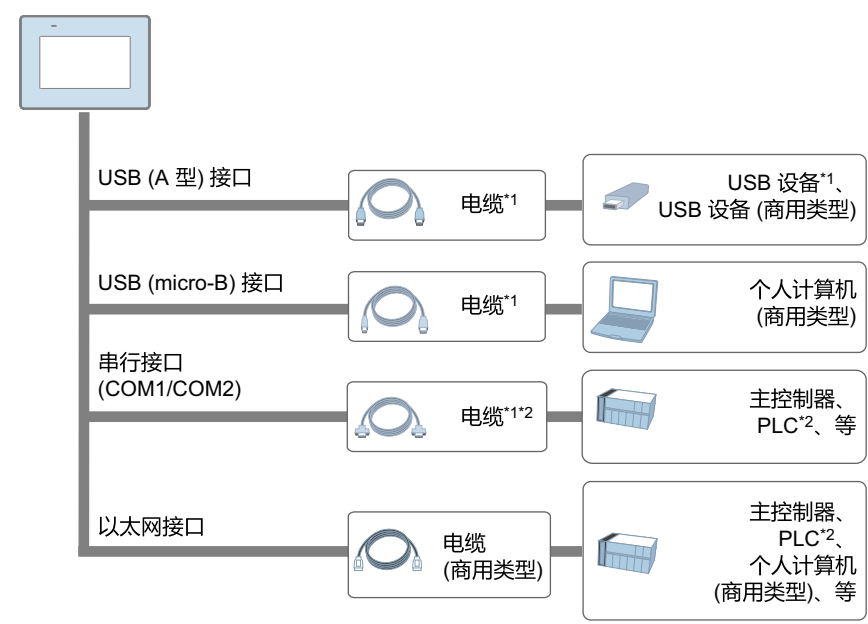 USB (A 型) 接口
电缆*1
USB 设备*1、
USB 设备 (商用类型)
USB (micro-B) 接口
电缆*1
个人计算机
(商用类型)
串行接口
(COM1/COM2)
电缆*1*2
主控制器、
PLC*2、等
以太网接口
电缆
(商用类型)
主控制器、
PLC*2、
个人计算机
(商用类型)、等